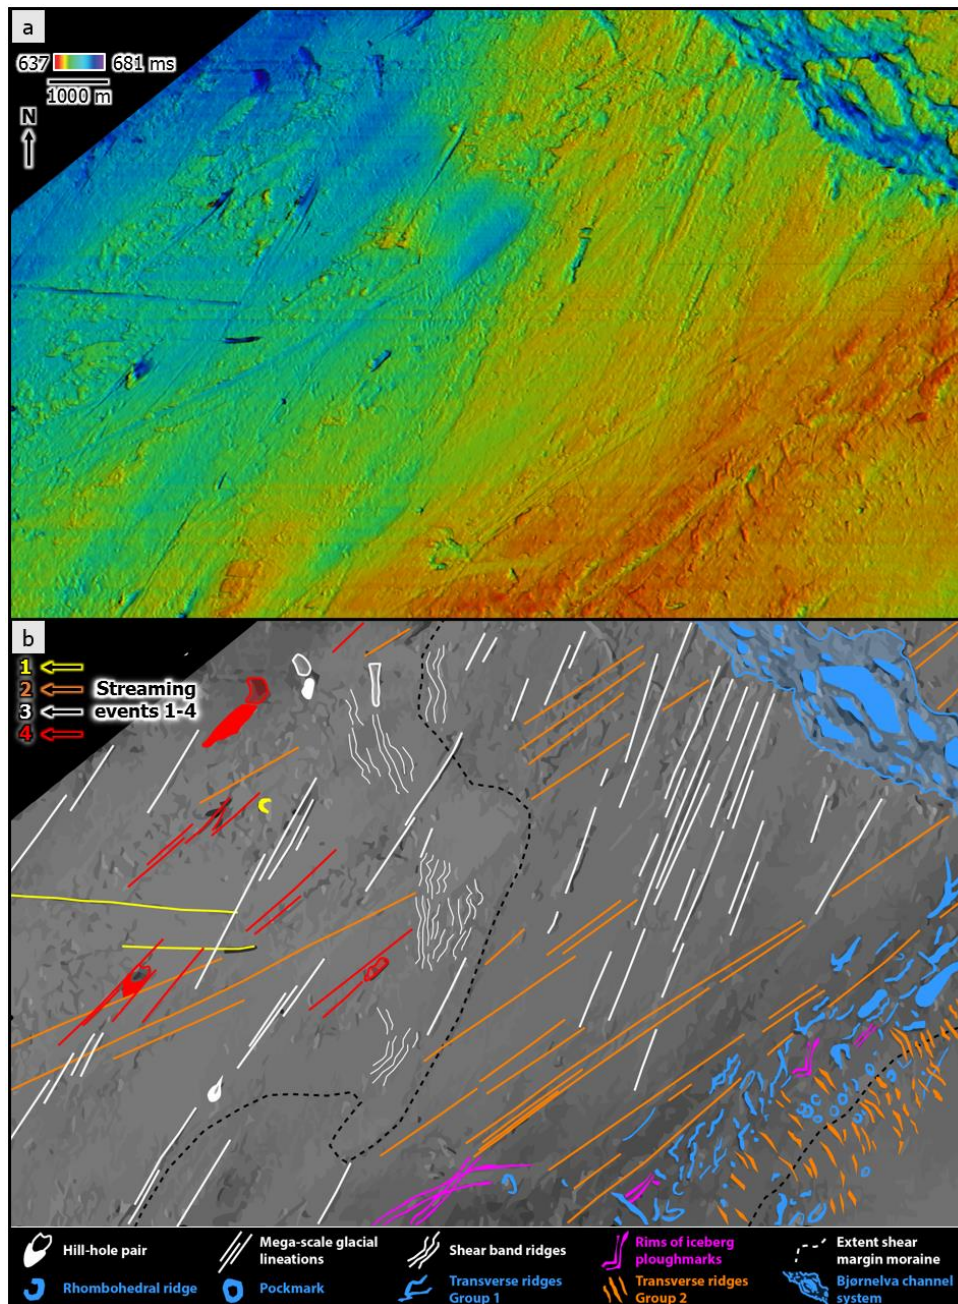 a
637 681 ms
1000 m
N
b
1
2 Streaming
3 events 1-4
4
Hill-hole pair
Mega-scale glacial
lineations
Shear band ridges
Rims of iceberg
ploughmarks
Extent shear
margin moraine
Rhombohedral ridge
Pockmark
Transverse ridges
Group 1
Transverse ridges
Group 2
Bjørnelva channel
system